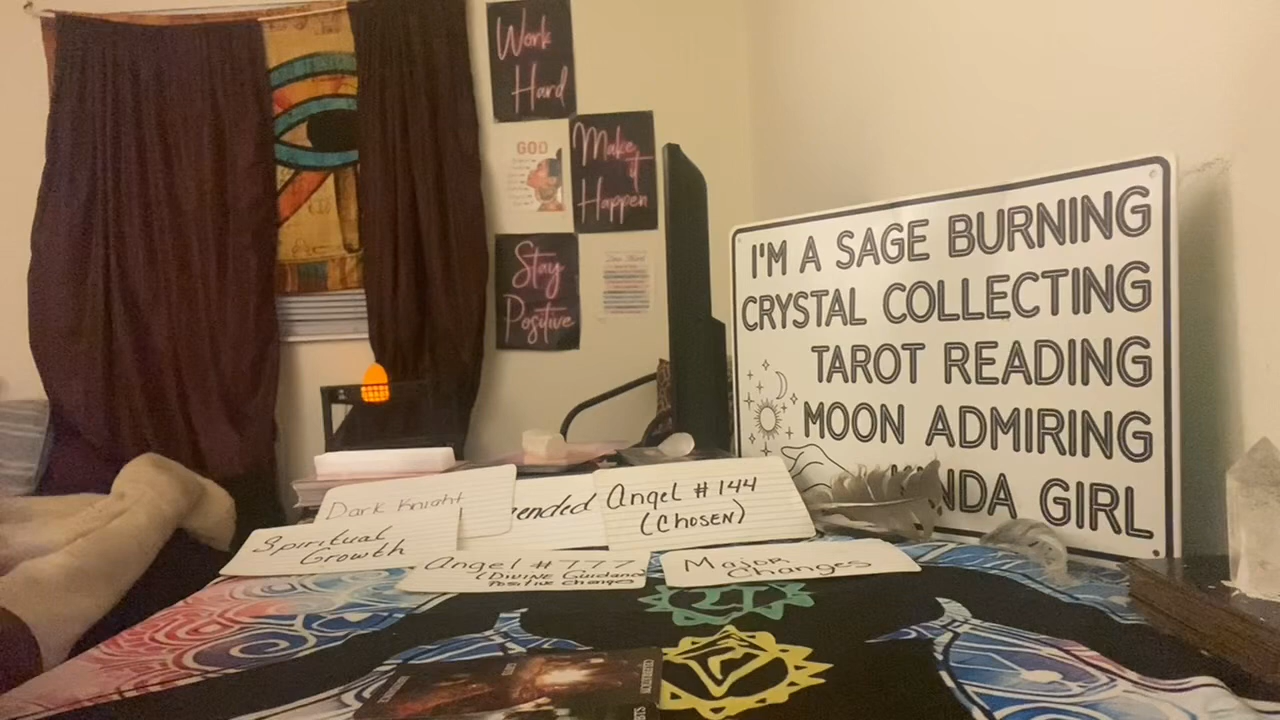 Work
Hard
GOD
Make
it
Happen
Stay
Positive
I'M A SAGE BURNING
CRYSTAL COLLECTING
TAROT READING
MOON ADMIRING
NDA GIRL
Dark Knight
ended
Angel #144
(CHOSEN)
Spiritual
Growth
Angel #777
(DIVINE Guidance
Positive changes)
Major
Changes